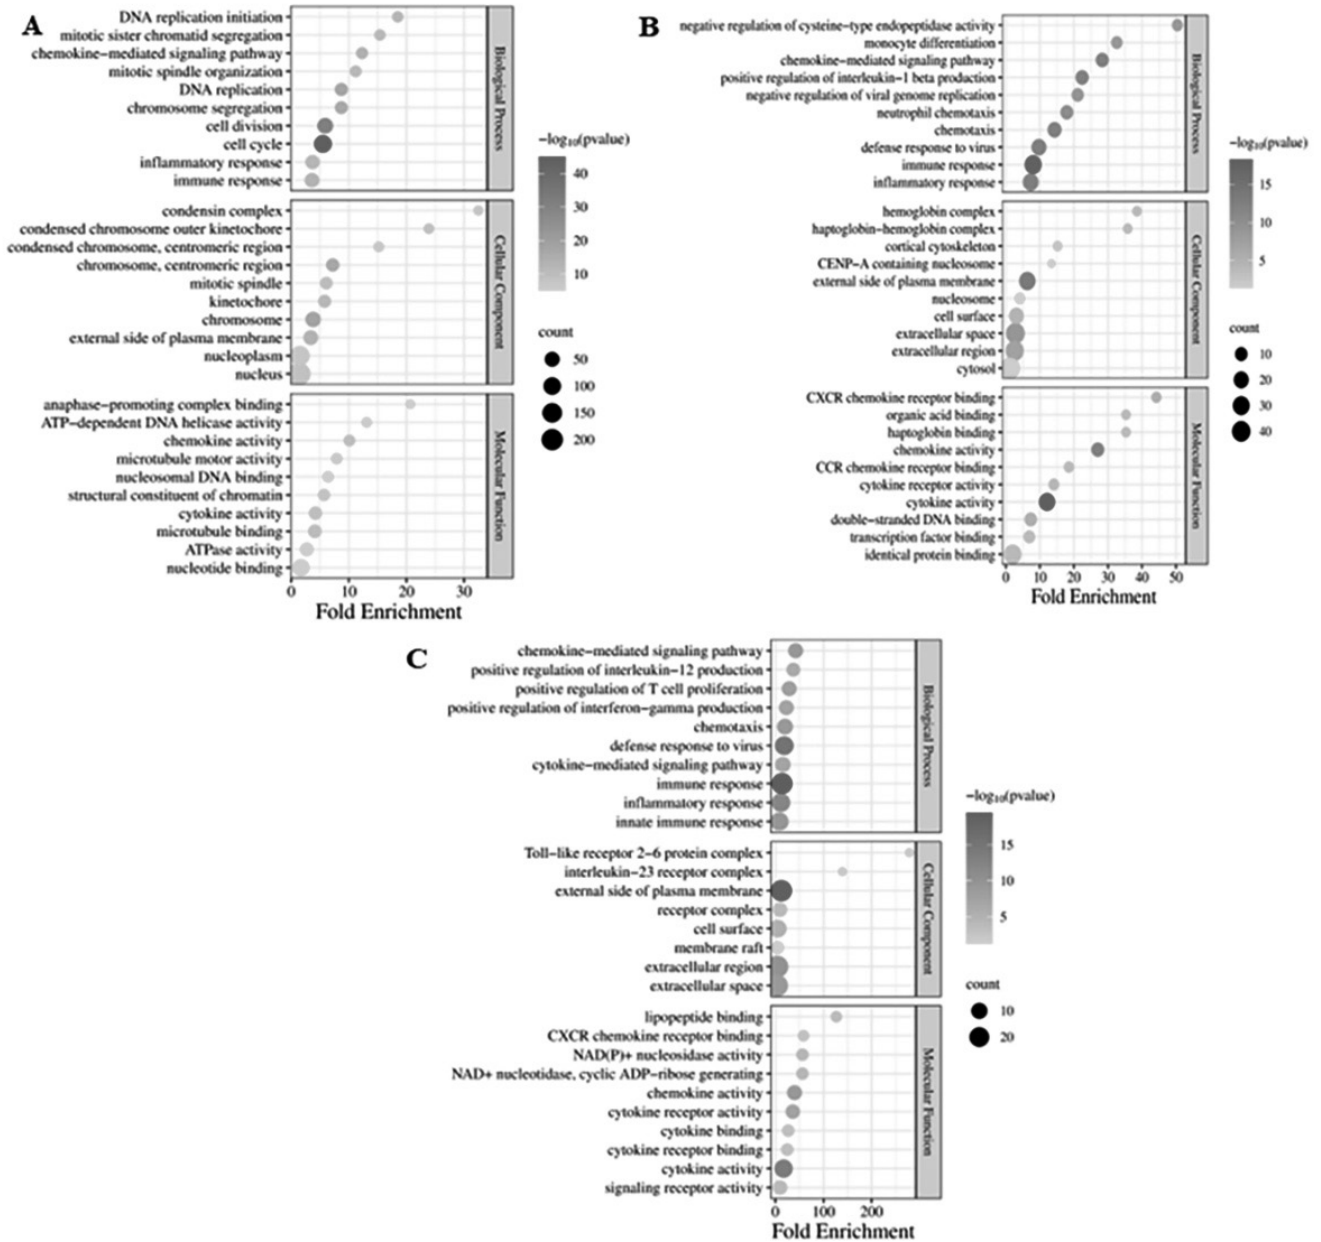 A
DNA replication initiation
mitotic sister chromatid segregation
chemokine−mediated signaling pathway
mitotic spindle organization
DNA replication
chromosome segregation
cell division
cell cycle
inflammatory response
immune response
Biological Process
condensin complex
condensed chromosome outer kinetochore
condensed chromosome, centromeric region
chromosome, centromeric region
mitotic spindle
kinetochore
chromosome
external side of plasma membrane
nucleoplasm
nucleus
Cellular Component
anaphase−promoting complex binding
ATP−dependent DNA helicase activity
chemokine activity
microtubule motor activity
nucleosomal DNA binding
structural constituent of chromatin
cytokine activity
microtubule binding
ATPase activity
nucleotide binding
Molecular Function
0 10 20 30
Fold Enrichment
−log10(pvalue)
40
30
20
10
count
50
100
150
200
B
negative regulation of cysteine−type endopeptidase activity
monocyte differentiation
chemokine−mediated signaling pathway
positive regulation of interleukin−1 beta production
negative regulation of viral genome replication
neutrophil chemotaxis
chemotaxis
defense response to virus
immune response
inflammatory response
Biological Process
hemoglobin complex
haptoglobin−hemoglobin complex
cortical cytoskeleton
CENP−A containing nucleosome
external side of plasma membrane
nucleosome
cell surface
extracellular space
extracellular region
cytosol
Cellular Component
CXCR chemokine receptor binding
organic acid binding
haptoglobin binding
chemokine activity
CCR chemokine receptor binding
cytokine receptor activity
cytokine activity
double−stranded DNA binding
transcription factor binding
identical protein binding
Molecular Function
0 10 20 30 40 50
Fold Enrichment
−log10(pvalue)
15
10
5
count
10
20
30
40
C
chemokine−mediated signaling pathway
positive regulation of interleukin−12 production
positive regulation of T cell proliferation
positive regulation of interferon−gamma production
chemotaxis
defense response to virus
cytokine−mediated signaling pathway
immune response
inflammatory response
innate immune response
Biological Process
Toll−like receptor 2−6 protein complex
interleukin−23 receptor complex
external side of plasma membrane
receptor complex
cell surface
membrane raft
extracellular region
extracellular space
Cellular Component
lipopeptide binding
CXCR chemokine receptor binding
NAD(P)+ nucleosidase activity
NAD+ nucleotidase, cyclic ADP−ribose generating
chemokine activity
cytokine receptor activity
cytokine binding
cytokine receptor binding
cytokine activity
signaling receptor activity
Molecular Function
0 100 200
Fold Enrichment
−log10(pvalue)
15
10
5
count
10
20